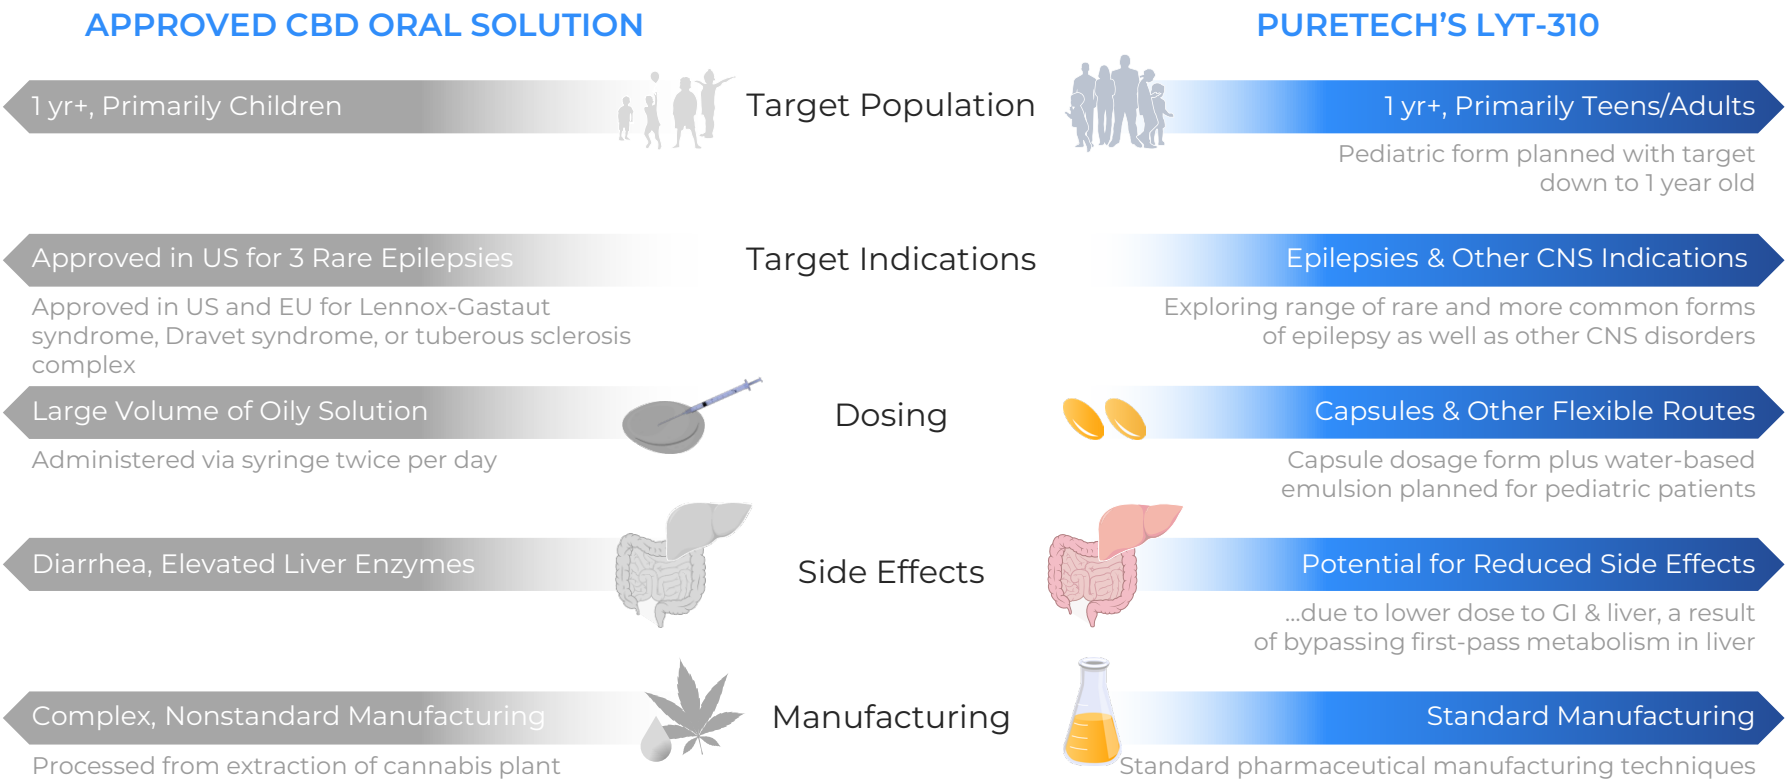 APPROVED CBD ORAL SOLUTION
PURETECH’S LYT-310
1 yr+, Primarily Children
Target Population
1 yr+, Primarily Teens/Adults
Pediatric form planned with target
down to 1 year old
Approved in US for 3 Rare Epilepsies
Target Indications
Epilepsies & Other CNS Indications
Approved in US and EU for Lennox-Gastaut
syndrome, Dravet syndrome, or tuberous sclerosis
complex
Exploring range of rare and more common forms
of epilepsy as well as other CNS disorders
Large Volume of Oily Solution
Dosing
Capsules & Other Flexible Routes
Administered via syringe twice per day
Capsule dosage form plus water-based
emulsion planned for pediatric patients
Diarrhea, Elevated Liver Enzymes
Side Effects
Potential for Reduced Side Effects
...due to lower dose to GI & liver, a result
of bypassing first-pass metabolism in liver
Complex, Nonstandard Manufacturing
Manufacturing
Standard Manufacturing
Processed from extraction of cannabis plant
Standard pharmaceutical manufacturing techniques